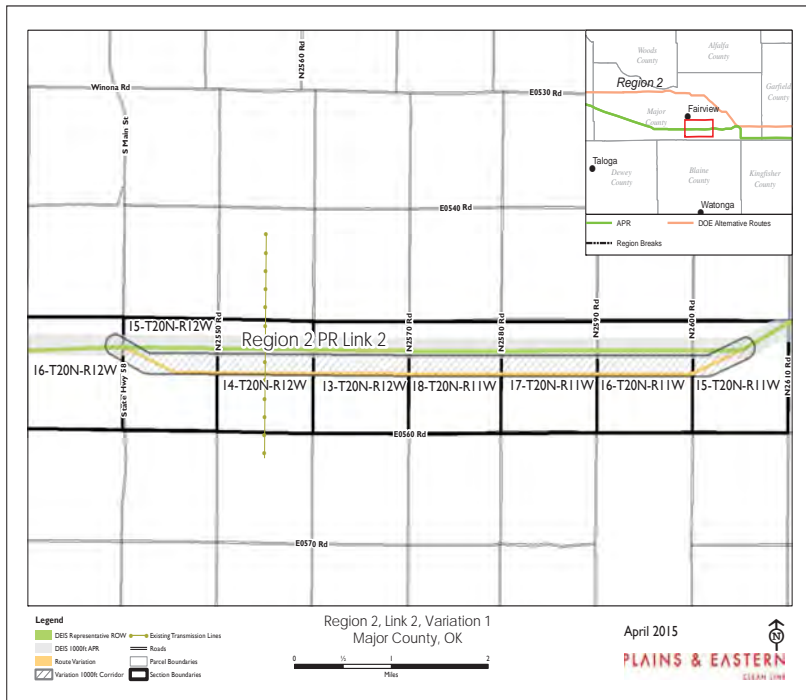 Winona Rd
S Main St
N2560 Rd
E0530 Rd
E0540 Rd
Region 2
Woods County
Alfalfa County
Garfield County
Major County
Fairview
Taloga
Dewey County
Blaine County
Kingfisher County
Watonga
APR
DOE Alternative Routes
Region Breaks
15-T20N-R12W
N2550 Rd
Region 2 PR Link 2
N2570 Rd
N2580 Rd
N2590 Rd
N2600 Rd
N2610 Rd
16-T20N-R12W
State Hwy 58
14-T20N-R12W
13-T20N-R12W
18-T20N-R11W
17-T20N-R11W
16-T20N-R11W
15-T20N-R11W
E0560 Rd
E0570 Rd
Legend
DEIS Representative ROW
DEIS 1000ft APR
Route Variation
Variation 1000ft Corridor
Existing Transmission Lines
Roads
Parcel Boundaries
Section Boundaries
Region 2, Link 2, Variation 1
Major County, OK
0 ½ 1 2
Miles
April 2015
N
PLAINS & EASTERN
CLEAN LINE